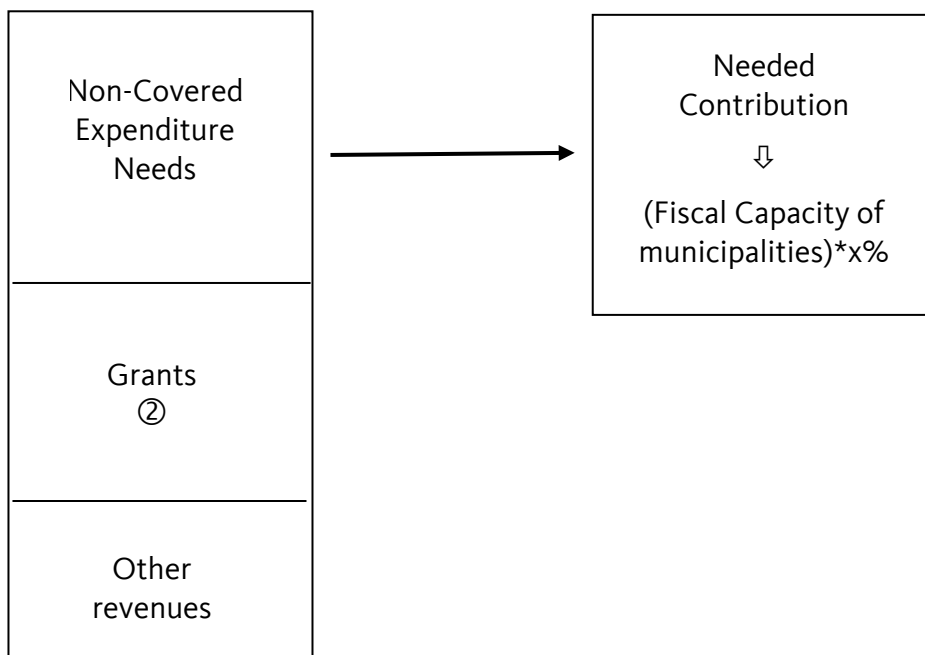 Non-Covered
Expenditure
Needs
Grants
②
Other
revenues
Needed
Contribution
⇩
(Fiscal Capacity of
municipalities)*x%